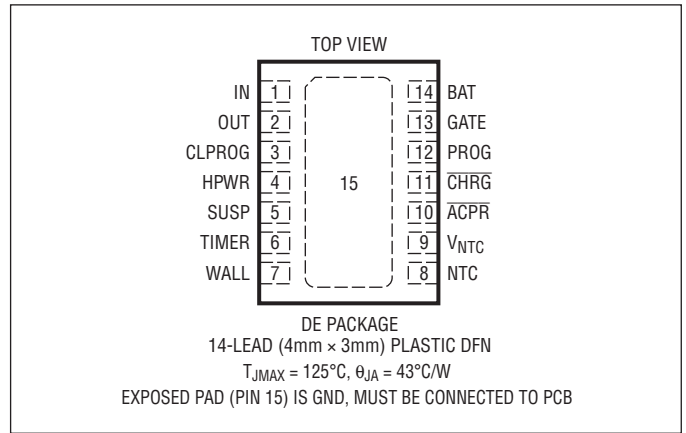 TOP VIEW
IN 1 14 BAT
OUT 2 13 GATE
CLPROG 3 12 PROG
HPWR 4 15 11 CHRG
SUSP 5 10 ACPR
TIMER 6 9 VNTC
WALL 7 8 NTC
DE PACKAGE
14-LEAD (4mm × 3mm) PLASTIC DFN
TJMAX = 125°C, θJA = 43°C/W
EXPOSED PAD (PIN 15) IS GND, MUST BE CONNECTED TO PCB